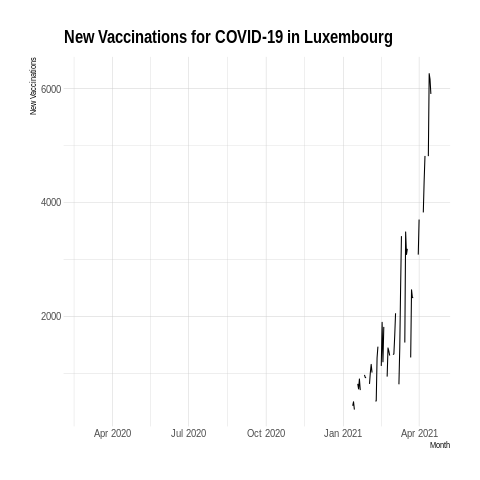 New Vaccinations for COVID-19 in Luxembourg
New Vaccinations
6000
4000
2000
Apr 2020 Jul 2020 Oct 2020 Jan 2021 Apr 2021
Month